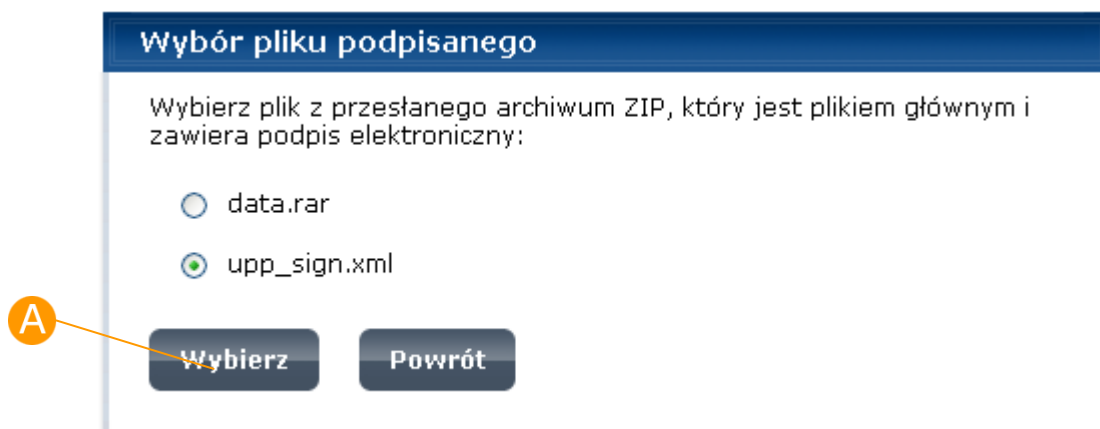 Wybór pliku podpisanego
Wybierz plik z przesłanego archiwum ZIP, który jest plikiem głównym i
zawiera podpis elektroniczny:
data.rar
upp_sign.xml
A
Wybierz Powrót